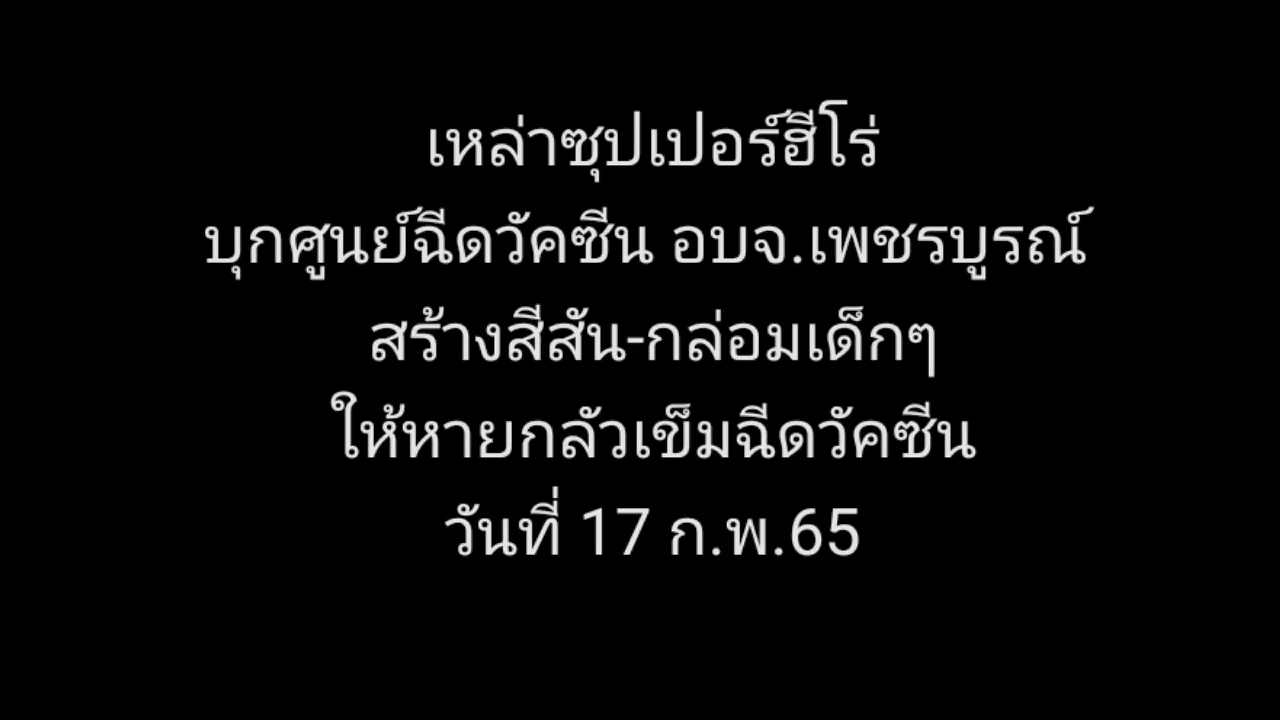 เหล่าซุปเปอร์ฮีโร่
บุกศูนย์ฉีดวัคซีน อบจ.เพชรบูรณ์
สร้างสีสัน-กล่อมเด็กๆ
ให้หายกลัวเข็มฉีดวัคซีน
วันที่ 17 ก.พ.65